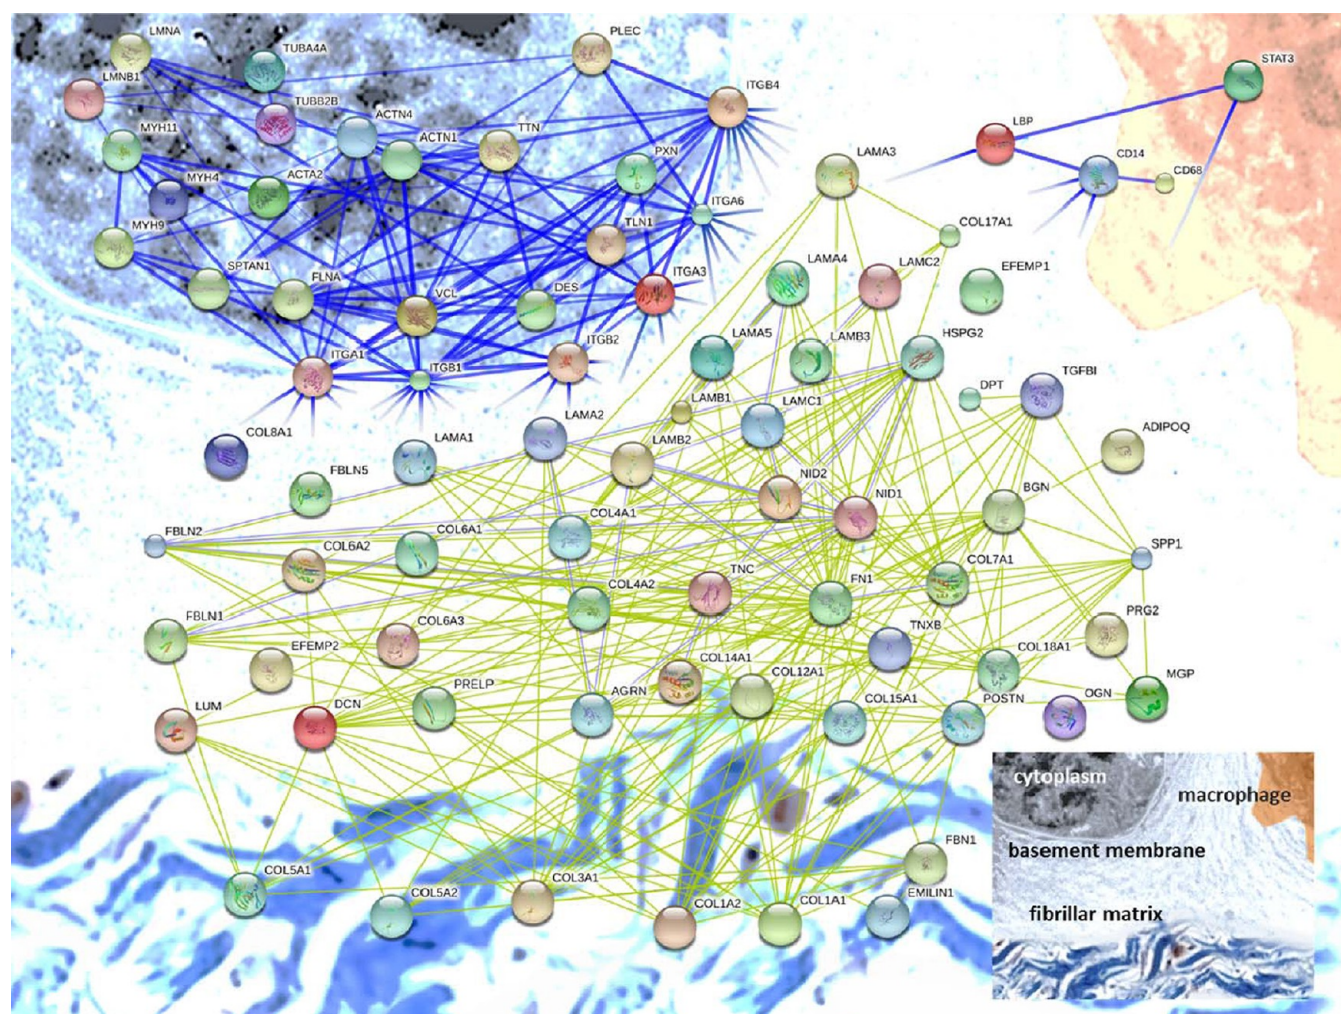 LMNA
TUBA4A
PLEC
STAT3
LMNB1
ITGB4
TUBB2B
ACTN4
LBP
MYH11
ACTN1
TTN
PXN
LAMA3
CD14
CD68
MYH4
ACTA2
ITGA6
COL17A1
MYH9
TLN1
SPTAN1
FLNA
VCL
DES
ITGA3
LAMA4
LAMC2
EFEMP1
ITGA1
ITGB1
ITGB2
LAMA5
LAMB3
HSPG2
TGFBI
DPT
LAMB1
LAMC1
ADIPOQ
COL8A1
LAMA1
LAMA2
LAMB2
FBLN5
NID2
NID1
BGN
FBLN2
COL6A2
COL6A1
COL4A1
SPP1
COL7A1
COL4A2
TNC
FN1
PRG2
FBLN1
EFEMP2
COL6A3
TNXB
COL18A1
COL14A1
COL12A1
MGP
LUM
DCN
PRELP
AGRN
COL15A1
POSTN
OGN
cytoplasm
macrophage
basement membrane
fibrillar matrix
FBN1
COL5A1
COL5A2
COL3A1
COL1A2
COL1A1
EMILIN1